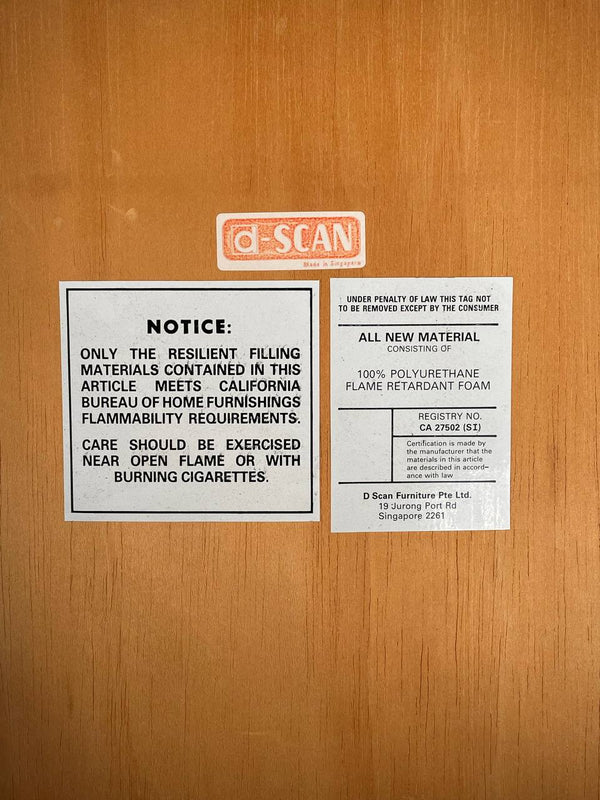 d-SCAN
Made in Singapore
NOTICE:
ONLY THE RESILIENT FILLING
MATERIALS CONTAINED IN THIS
ARTICLE MEETS CALIFORNIA
BUREAU OF HOME FURNISHINGS
FLAMMABILITY REQUIREMENTS.
CARE SHOULD BE EXERCISED
NEAR OPEN FLAME OR WITH
BURNING CIGARETTES.
UNDER PENALTY OF LAW THIS TAG NOT
TO BE REMOVED EXCEPT BY THE CONSUMER
ALL NEW MATERIAL
CONSISTING OF
100% POLYURETHANE
FLAME RETARDANT FOAM
REGISTRY NO.
CA 27502 (SI)
Certification is made by
the manufacturer that the
materials in this article
are described in accord-
ance with law
D Scan Furniture Pte Ltd.
19 Jurong Port Rd
Singapore 2261